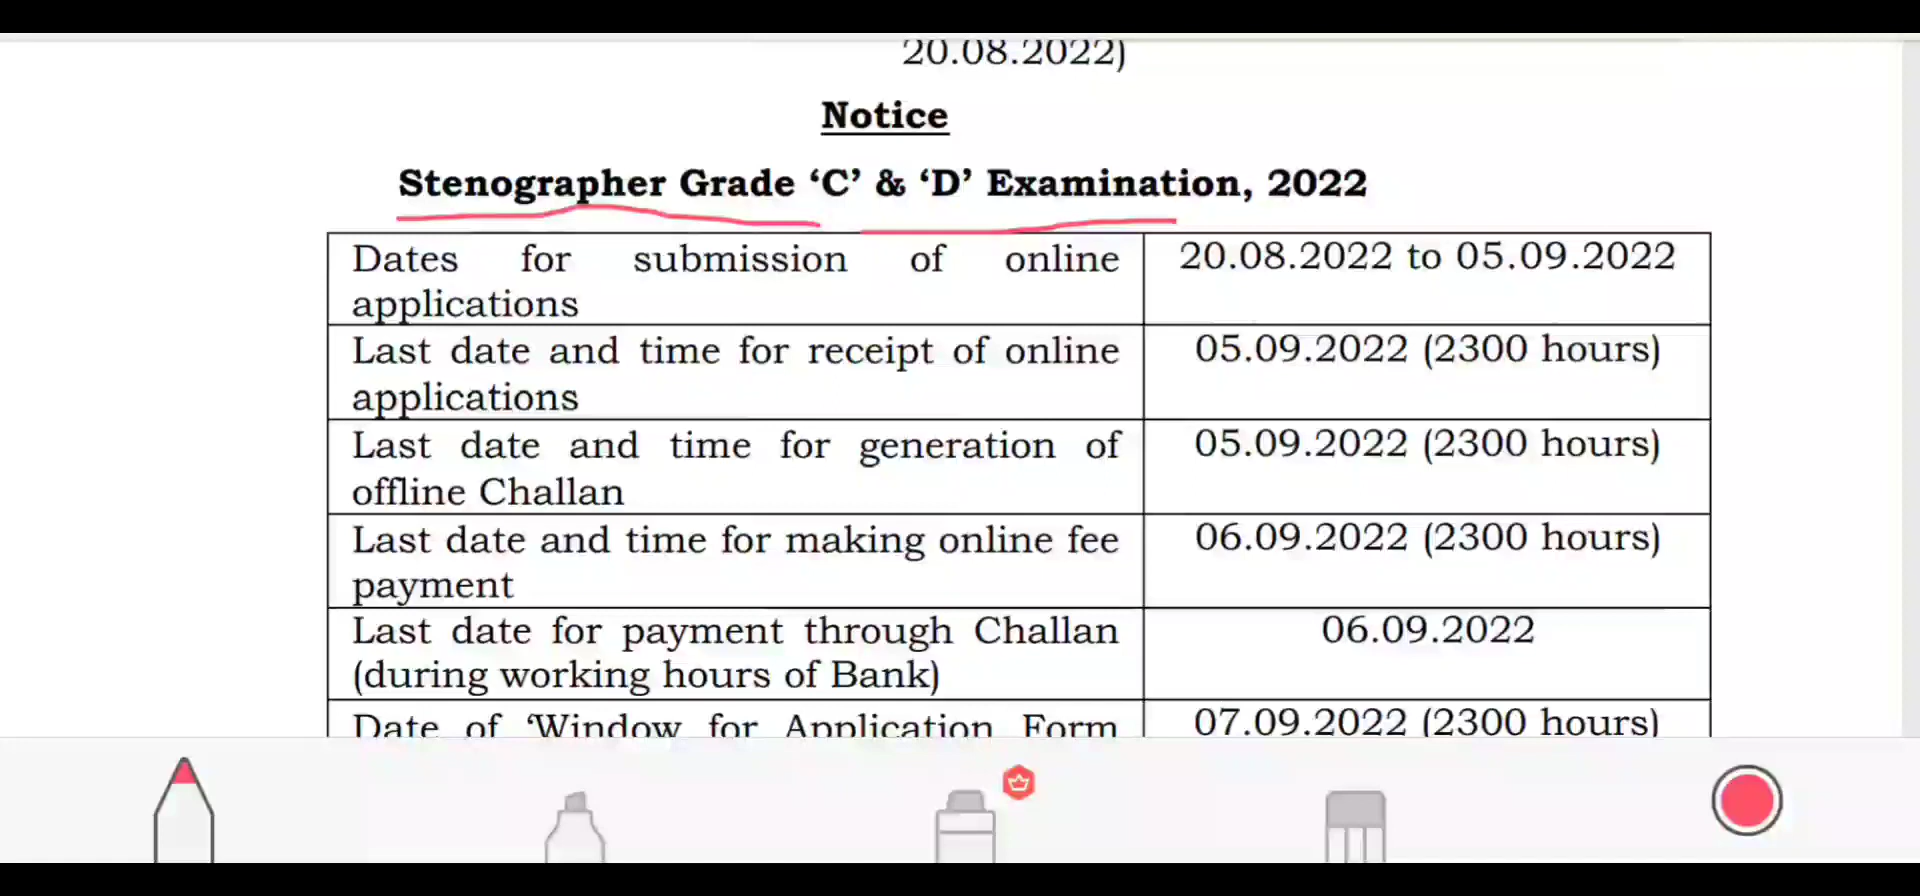 20.08.2022)
Notice
Stenographer Grade ‘C’ & ‘D’ Examination, 2022
Dates for submission of online
applications
20.08.2022 to 05.09.2022
Last date and time for receipt of online
applications
05.09.2022 (2300 hours)
Last date and time for generation of
offline Challan
05.09.2022 (2300 hours)
Last date and time for making online fee
payment
06.09.2022 (2300 hours)
Last date for payment through Challan
(during working hours of Bank)
06.09.2022
Date of ‘Window for Application Form
07.09.2022 (2300 hours)